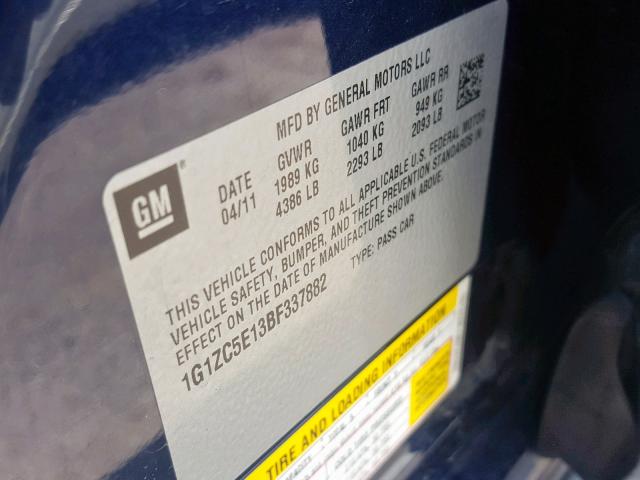 GM ®
MFD BY GENERAL MOTORS LLC
DATE GVWR GAWR FRT GAWR RR
04/11 1989 KG 1040 KG 949 KG
4386 LB 2293 LB 2093 LB
THIS VEHICLE CONFORMS TO ALL APPLICABLE U.S. FEDERAL MOTOR
VEHICLE SAFETY, BUMPER, AND THEFT PREVENTION STANDARDS IN
EFFECT ON THE DATE OF MANUFACTURE SHOWN ABOVE.
TYPE: PASS CAR
1G1ZC5E13BF337882
TIRE AND LOADING INFORMATION